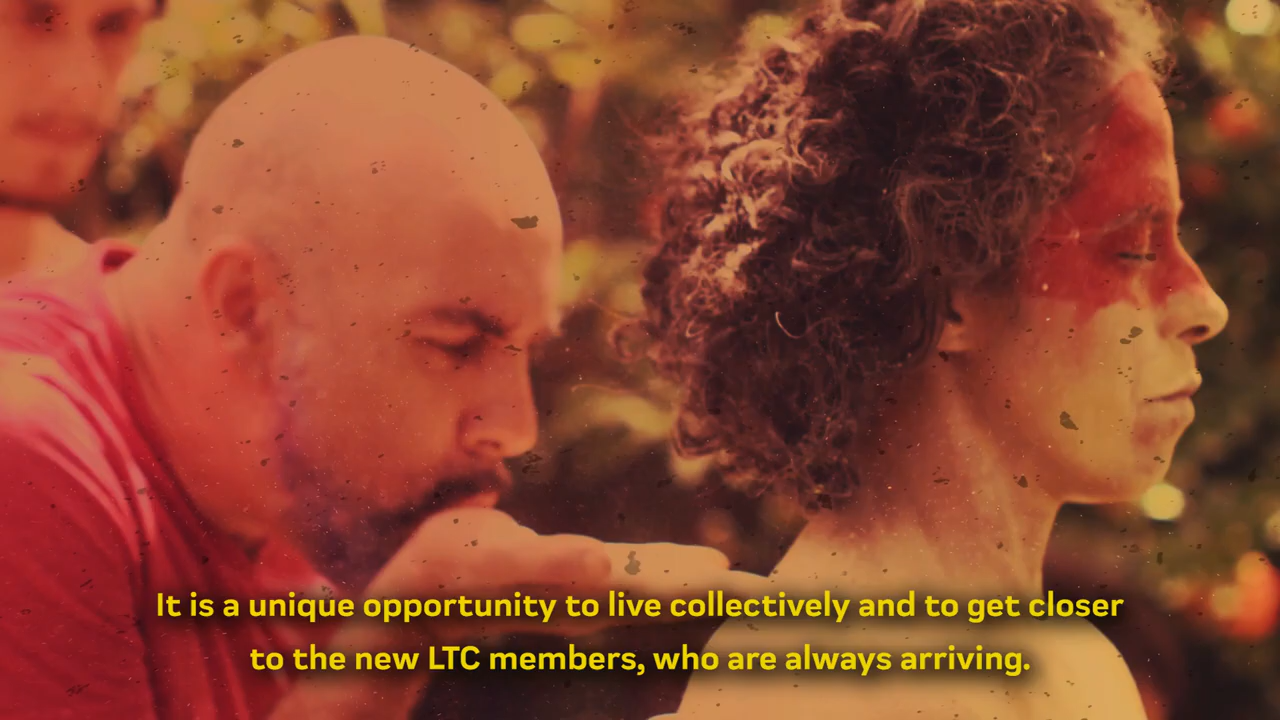 It is a unique opportunity to live collectively and to get closer
to the new LTC members, who are always arriving.